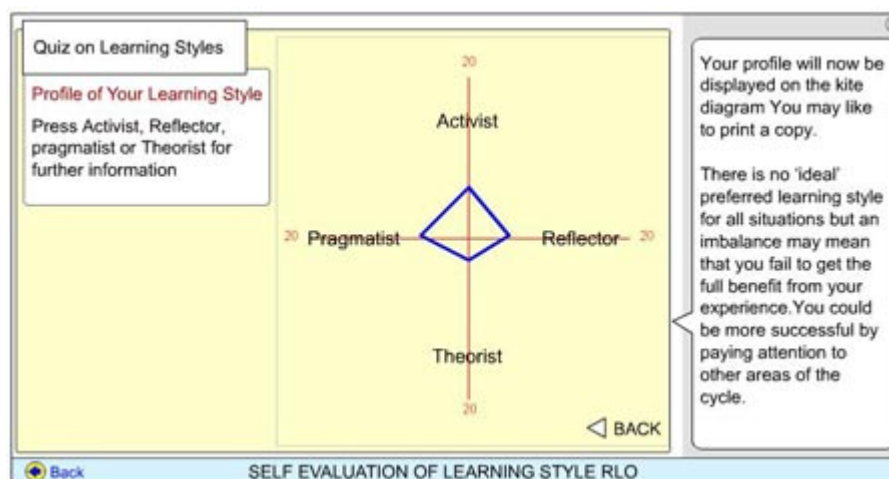 Quiz on Learning Styles
Profile of Your Learning Style
Press Activist, Reflector,
pragmatist or Theorist for
further information
20
Activist
20 Pragmatist
Reflector 20
Theorist
20
BACK
Your profile will now be
displayed on the kite
diagram You may like
to print a copy.
There is no 'ideal'
preferred learning style
for all situations but an
imbalance may mean
that you fail to get the
full benefit from your
experience.You could
be more successful by
paying attention to
other areas of the
cycle.
Back
SELF EVALUATION OF LEARNING STYLE RLO